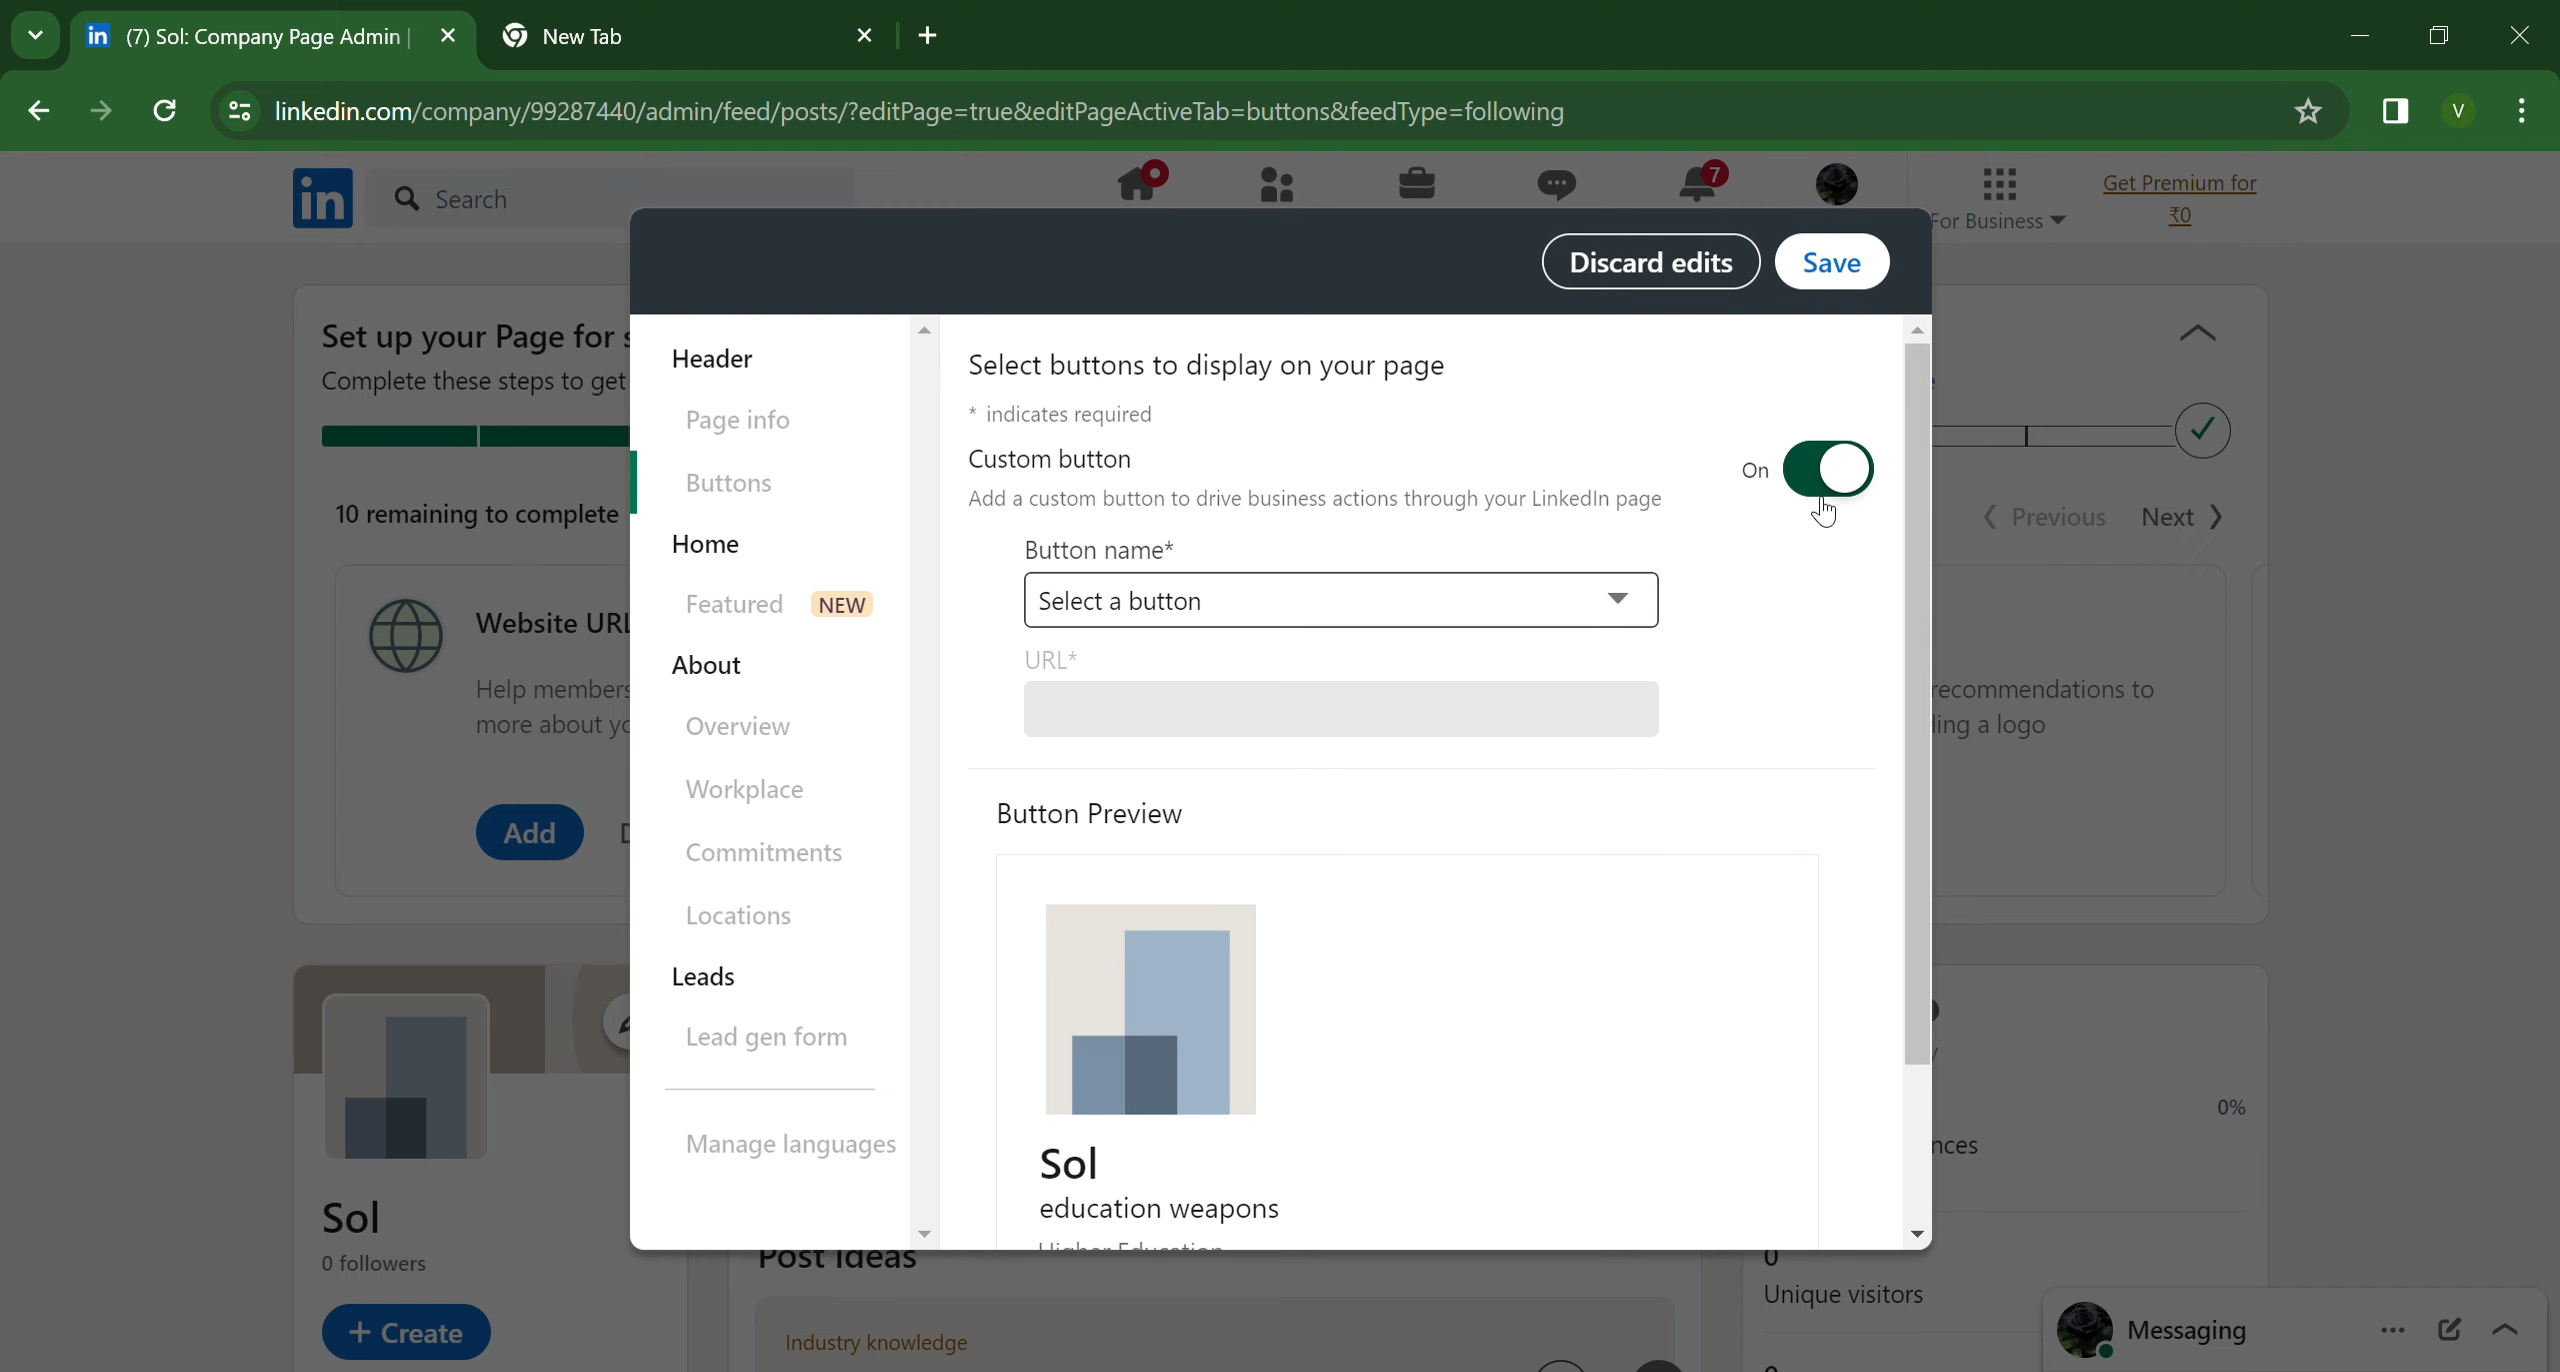 (7) Sol: Company Page Admin
New Tab
linkedin.com/company/99287440/admin/feed/posts/?editPage=true&editPageActiveTab=buttons&feedType=following
V
in
Search
7
For Business
Get Premium for
₹0
Discard edits
Save
Set up your Page for
Complete these steps to get
10 remaining to complete
Website URL
Help members
more about
Add
Header
Page info
Buttons
Home
Featured NEW
About
Overview
Workplace
Commitments
Locations
Leads
Lead gen form
Manage languages
Select buttons to display on your page
* indicates required
Custom button
On
Add a custom button to drive business actions through your LinkedIn page
Button name*
Select a button
URL*
Button Preview
Sol
education weapons
Higher Education
Previous
Next
recommendations to
a logo
0%
Sol
0 followers
+ Create
Post Ideas
Industry knowledge
0
Unique visitors
Messaging